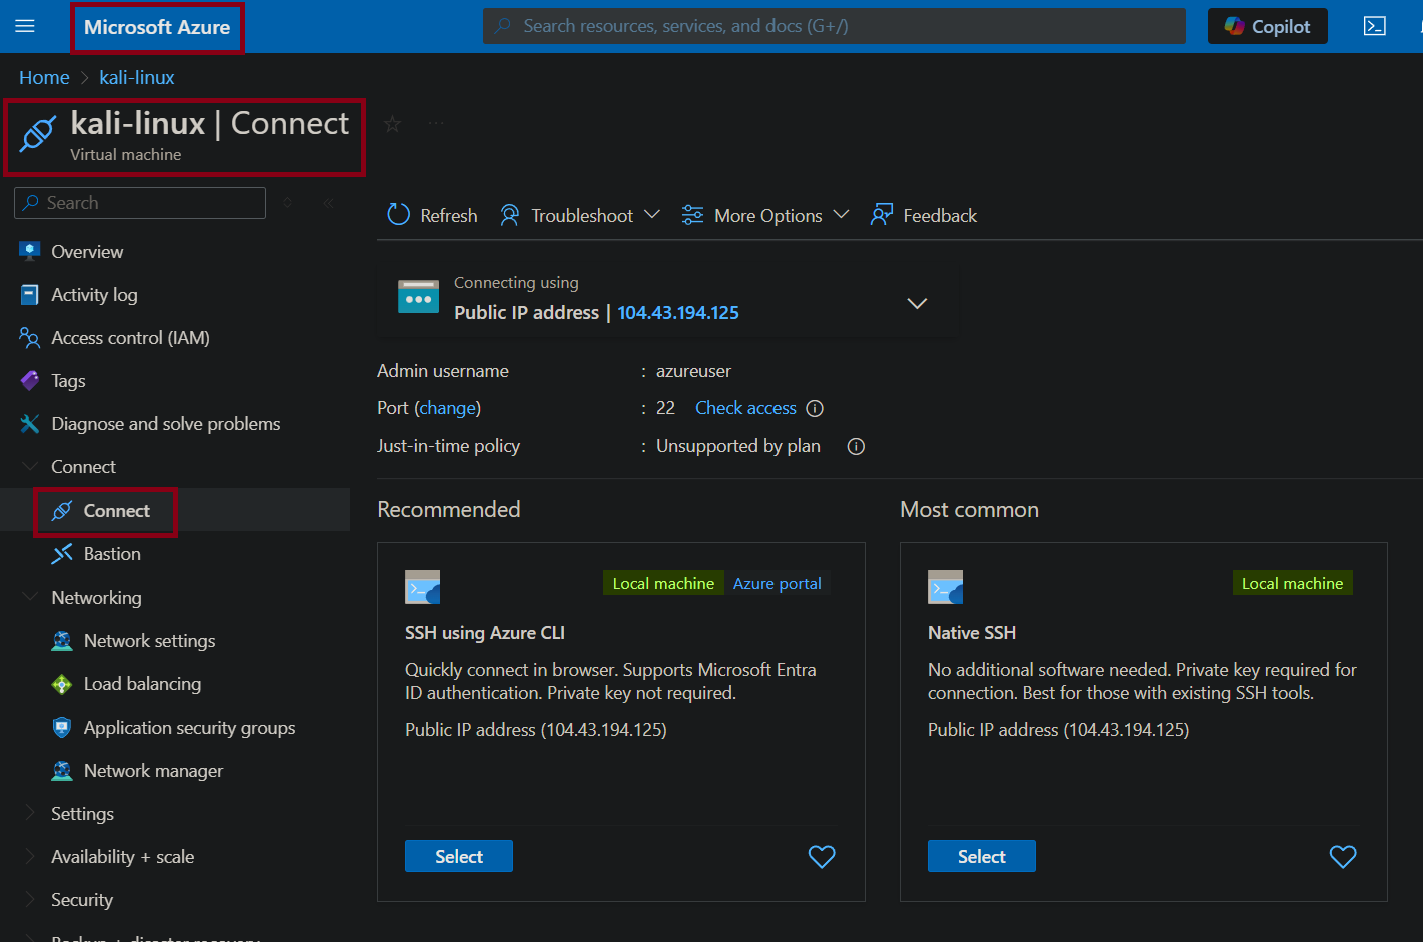 Microsoft Azure
Search resources, services, and docs (G+/)
Copilot
Home > kali-linux
kali-linux | Connect
Virtual machine
Search
Refresh
Troubleshoot
More Options
Feedback
Overview
Activity log
Access control (IAM)
Tags
Diagnose and solve problems
Connect
Connect
Bastion
Networking
Network settings
Load balancing
Application security groups
Network manager
Settings
Availability + scale
Security
Backup + disaster recovery
Connecting using
Public IP address | 104.43.194.125
Admin username : azureuser
Port (change) : 22 Check access
Just-in-time policy : Unsupported by plan
Recommended
Local machine
Azure portal
SSH using Azure CLI
Quickly connect in browser. Supports Microsoft Entra
ID authentication. Private key not required.
Public IP address (104.43.194.125)
Select
Most common
Local machine
Native SSH
No additional software needed. Private key required for
connection. Best for those with existing SSH tools.
Public IP address (104.43.194.125)
Select